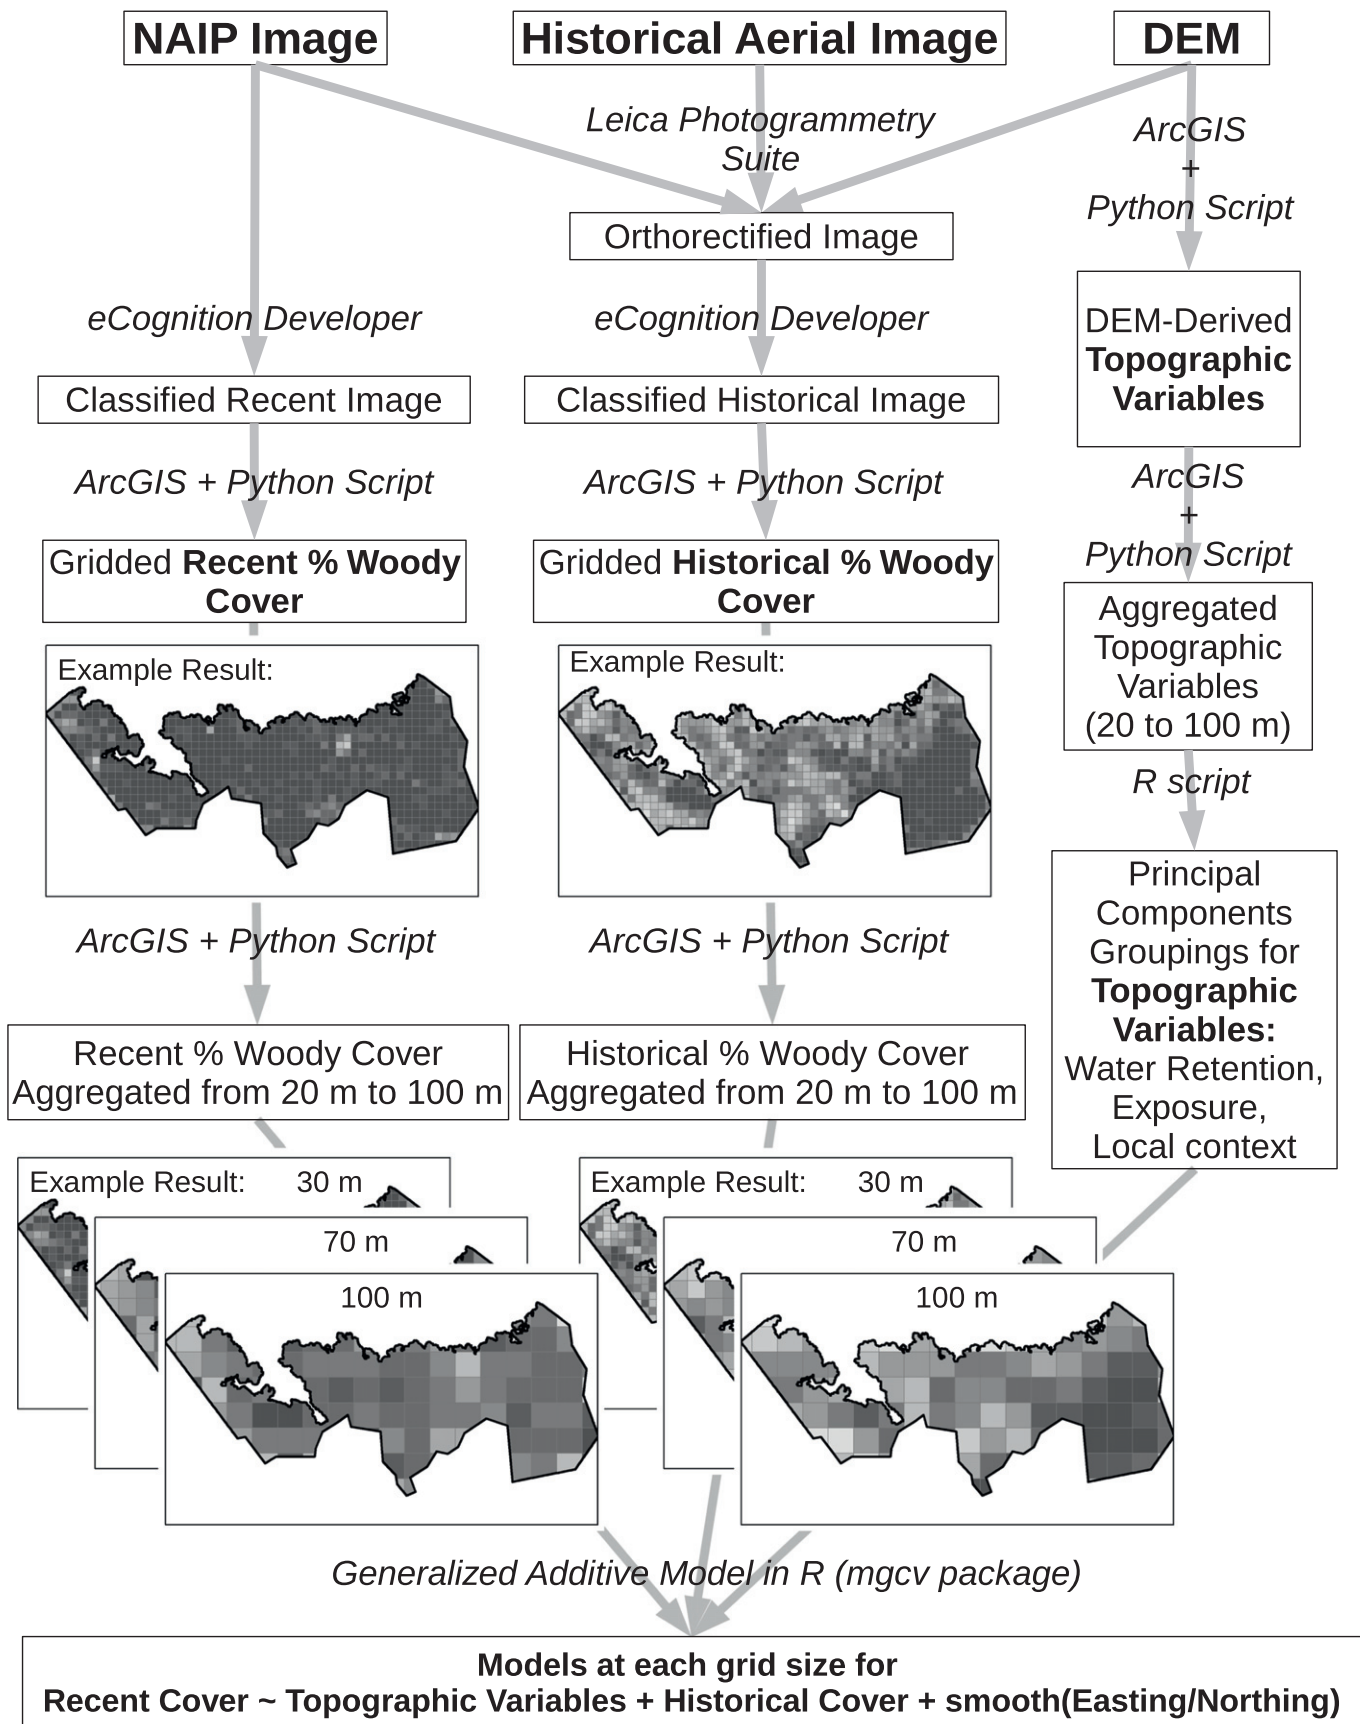 NAIP Image
Historical Aerial Image
DEM
Leica Photogrammetry
Suite
ArcGIS
+
Python Script
Orthorectified Image
eCognition Developer
eCognition Developer
DEM-Derived
Topographic
Variables
Classified Recent Image
Classified Historical Image
ArcGIS + Python Script
ArcGIS + Python Script
ArcGIS
+
Python Script
Gridded Recent % Woody
Cover
Gridded Historical % Woody
Cover
Aggregated
Topographic
Variables
(20 to 100 m)
Example Result:
Example Result:
R script
Principal
Components
Groupings for
Topographic
Variables:
Water Retention,
Exposure,
Local context
ArcGIS + Python Script
ArcGIS + Python Script
Recent % Woody Cover
Aggregated from 20 m to 100 m
Historical % Woody Cover
Aggregated from 20 m to 100 m
Example Result: 30 m
70 m
100 m
Example Result: 30 m
70 m
100 m
Generalized Additive Model in R (mgcv package)
Models at each grid size for
Recent Cover ~ Topographic Variables + Historical Cover + smooth(Easting/Northing)